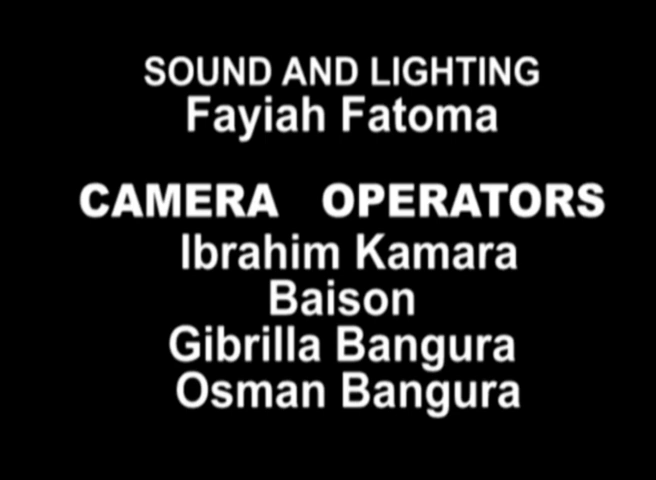 SOUND AND LIGHTING
Fayiah Fatoma
CAMERA OPERATORS
Ibrahim Kamara
Baison
Gibrilla Bangura
Osman Bangura